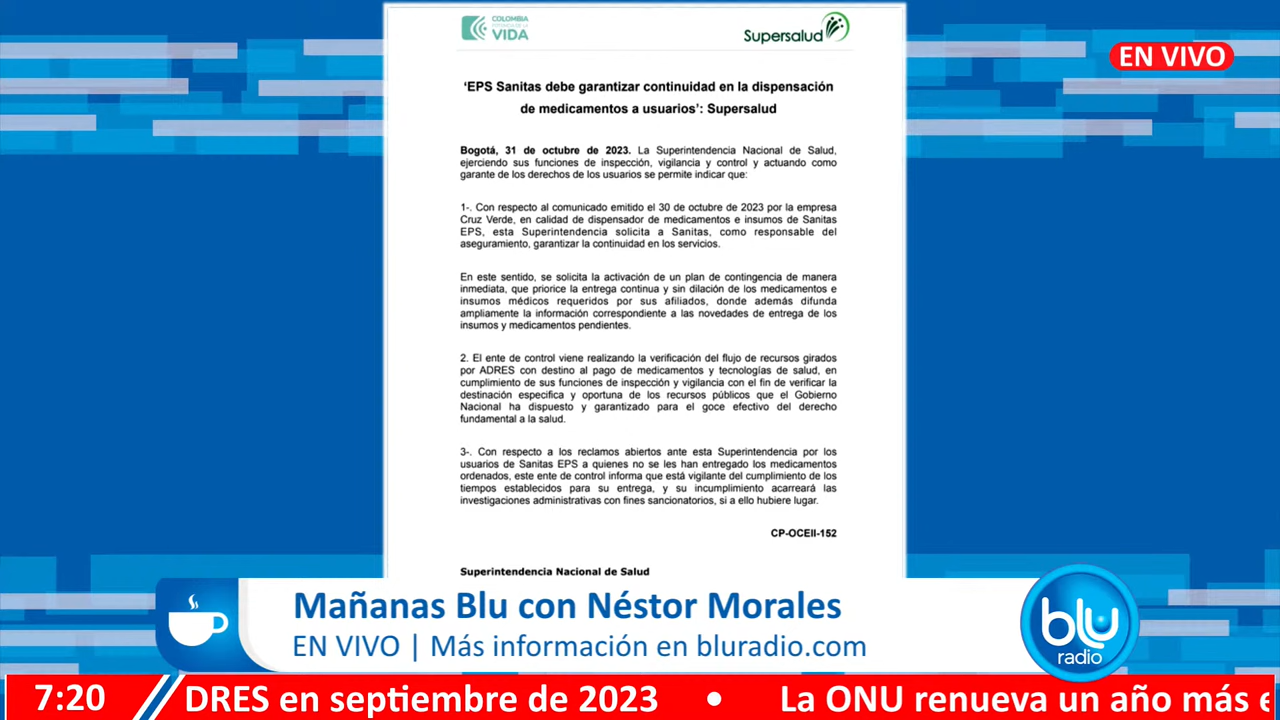 COLOMBIA
POTENCIA DE LA
VIDA
Supersalud
EN VIVO
‘EPS Sanitas debe garantizar continuidad en la dispensación
de medicamentos a usuarios’: Supersalud
Bogotá, 31 de octubre de 2023. La Superintendencia Nacional de Salud,
ejerciendo sus funciones de inspección, vigilancia y control y actuando como
garante de los derechos de los usuarios se permite indicar que:
1-. Con respecto al comunicado emitido el 30 de octubre de 2023 por la empresa
Cruz Verde, en calidad de dispensador de medicamentos e insumos de Sanitas
EPS, esta Superintendencia solicita a Sanitas, como responsable del
aseguramiento, garantizar la continuidad en los servicios.
En este sentido, se solicita la activación de un plan de contingencia de manera
inmediata, que priorice la entrega continua y sin dilación de los medicamentos e
insumos médicos requeridos por sus afiliados, donde además difunda
ampliamente la información correspondiente a las novedades de entrega de los
insumos y medicamentos pendientes.
2. El ente de control viene realizando la verificación del flujo de recursos girados
por ADRES con destino al pago de medicamentos y tecnologías de salud, en
cumplimiento de sus funciones de inspección y vigilancia con el fin de verificar la
destinación especifica y oportuna de los recursos públicos que el Gobierno
Nacional ha dispuesto y garantizado para el goce efectivo del derecho
fundamental a la salud.
3-. Con respecto a los reclamos abiertos ante esta Superintendencia por los
usuarios de Sanitas EPS a quienes no se les han entregado los medicamentos
ordenados, este ente de control informa que está vigilante del cumplimiento de los
tiempos establecidos para su entrega, y su incumplimiento acarreará las
investigaciones administrativas con fines sancionatorios, si a ello hubiere lugar.
CP-OCEII-152
Superintendencia Nacional de Salud
Mañanas Blu con Néstor Morales
EN VIVO | Más información en bluradio.com
blu
radio
7:20 DRES en septiembre de 2023 • La ONU renueva un año más e